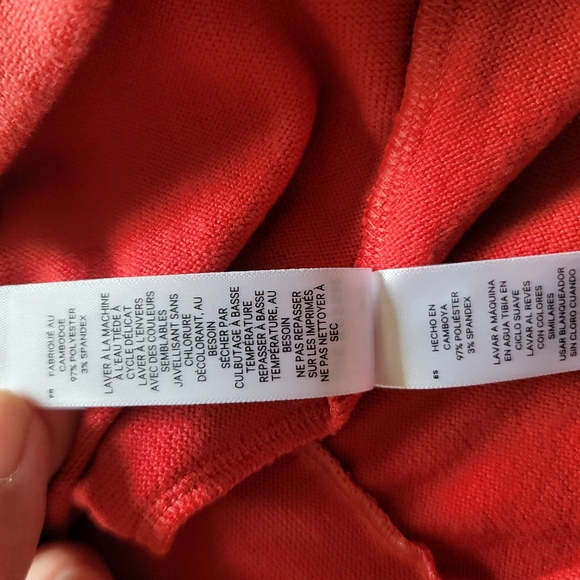 FR
FABRIQUÉ AU
CAMBODGE
97% POLYESTER
3% SPANDEX
LAVER À LA MACHINE
À L'EAU TIÈDE À
CYCLE DÉLICAT
LAVER À L'ENVERS
AVEC DES COULEURS
SEMBLABLES
JAVELLISANT SANS
CHLORURE
DÉCOLORANT, AU
BESOIN
SÉCHER PAR
CULBUTAGE À BASSE
TEMPÉRATURE
REPASSER À BASSE
TEMPÉRATURE, AU
BESOIN
NE PAS REPASSER
SUR LES IMPRIMÉS
NE PAS NETTOYER À
SEC
ES
HECHO EN
CAMBOYA
97% POLIÉSTER
3% SPANDEX
LAVAR A MÁQUINA
EN AGUA TIBIA EN
CICLO SUAVE
LAVAR AL REVÉS
CON COLORES
SIMILARES
USAR BLANQUEADOR
SIN CLORO CUANDO